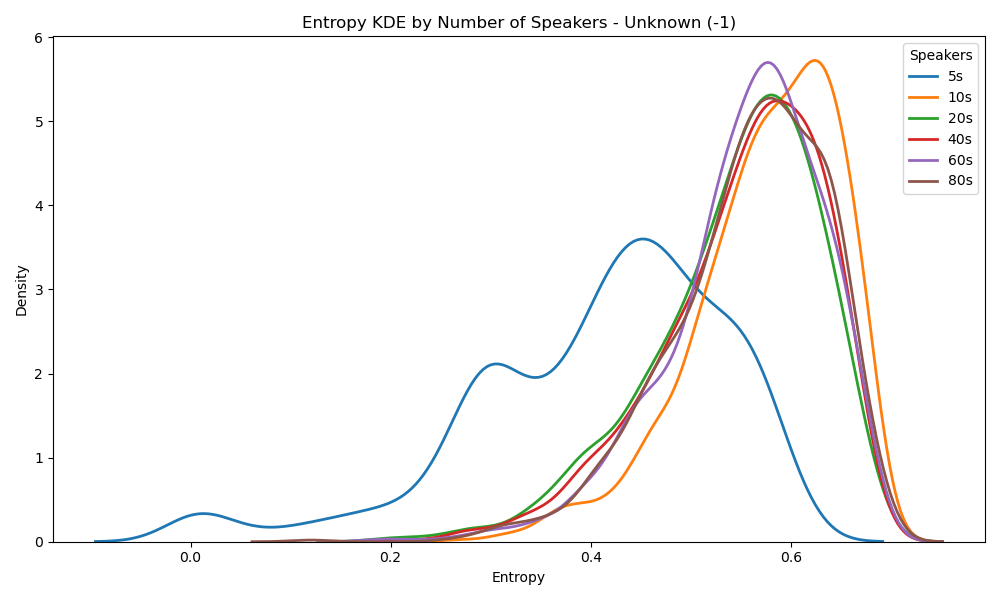 Entropy KDE by Number of Speakers - Unknown (-1)
Speakers
5s
10s
20s
40s
60s
80s
Density
6
5
4
3
2
1
0
0.0 0.2 0.4 0.6
Entropy